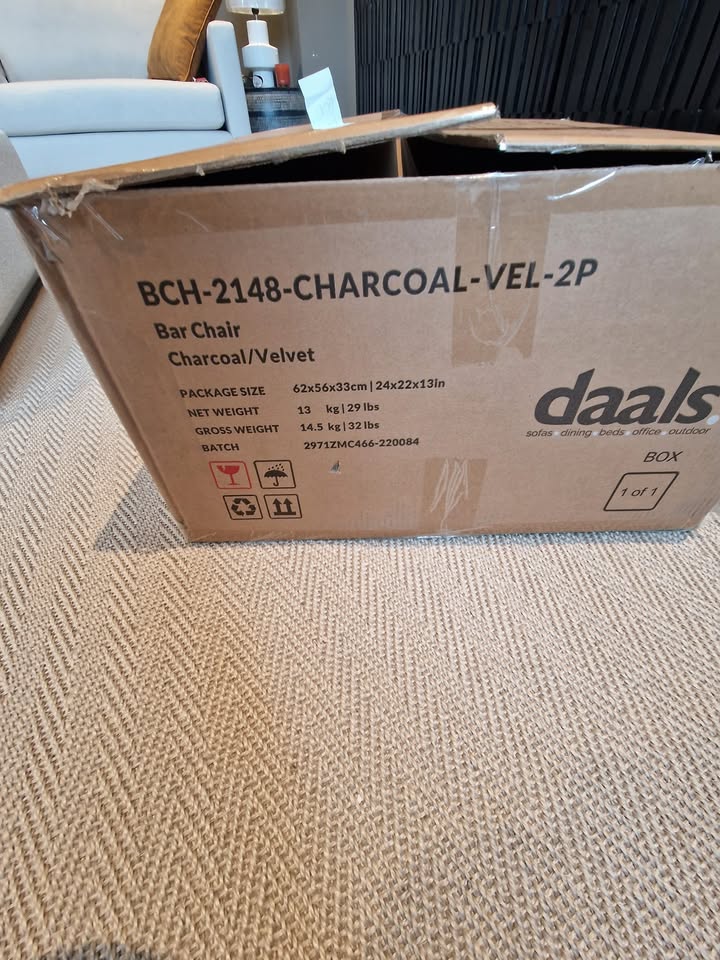 BCH-2148-CHARCOAL-VEL-2P
Bar Chair
Charcoal/Velvet
PACKAGE SIZE 62x56x33cm | 24x22x13in
NET WEIGHT 13 kg | 29 lbs
GROSS WEIGHT 14.5 kg | 32 lbs
BATCH 2971ZMC466-220084
daals.
sofas dining beds office outdoor
BOX
1 of 1